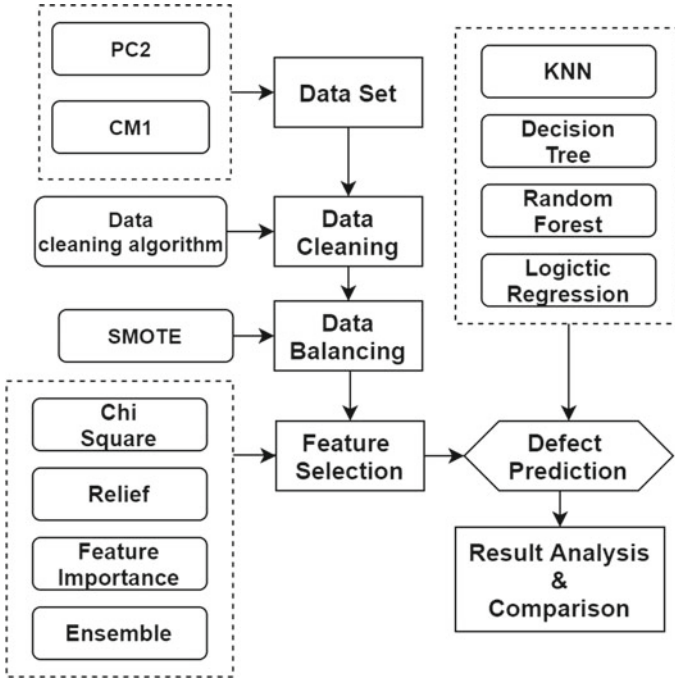 PC2
CM1
Data Set
Data
cleaning algorithm
Data
Cleaning
SMOTE
Data
Balancing
Chi
Square
Relief
Feature
Importance
Ensemble
Feature
Selection
KNN
Decision
Tree
Random
Forest
Logictic
Regression
Defect
Prediction
Result Analysis
&
Comparison